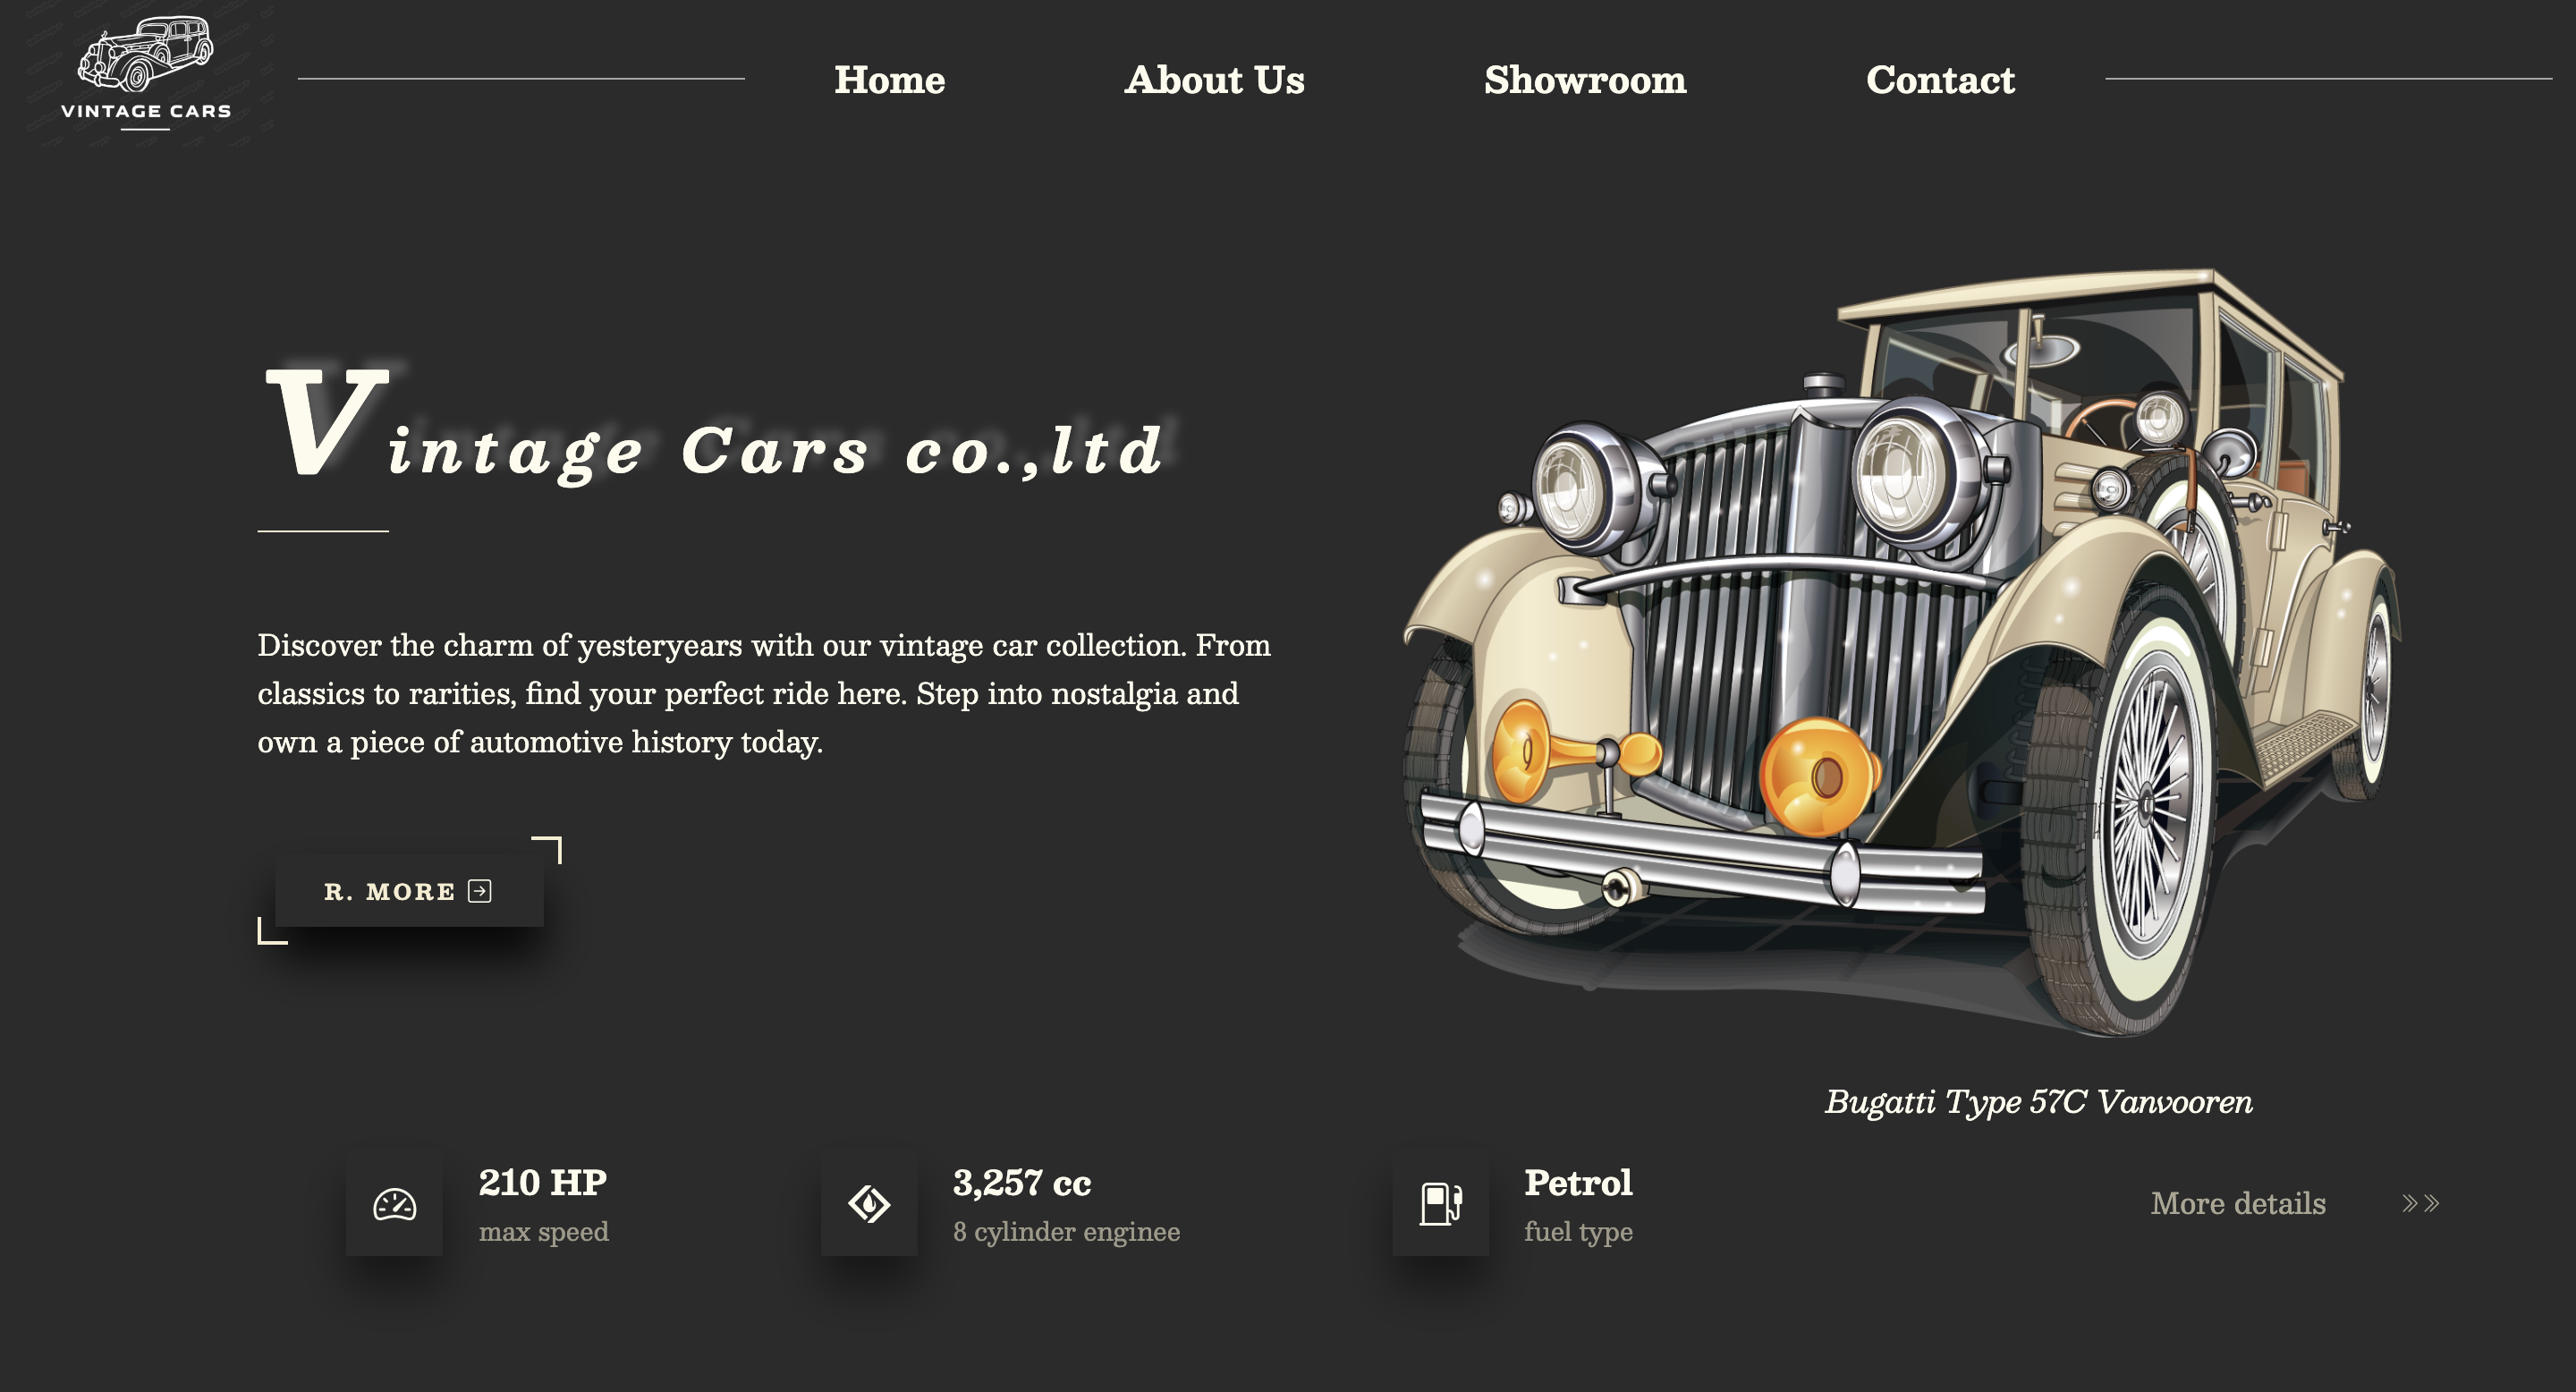 VINTAGE CARS
Home
About Us
Showroom
Contact
Vintage Cars co.,ltd
Discover the charm of yesteryears with our vintage car collection. From
classics to rarities, find your perfect ride here. Step into nostalgia and
own a piece of automotive history today.
R. MORE
Bugatti Type 57C Vanvooren
210 HP
max speed
3,257 cc
8 cylinder enginee
Petrol
fuel type
More details